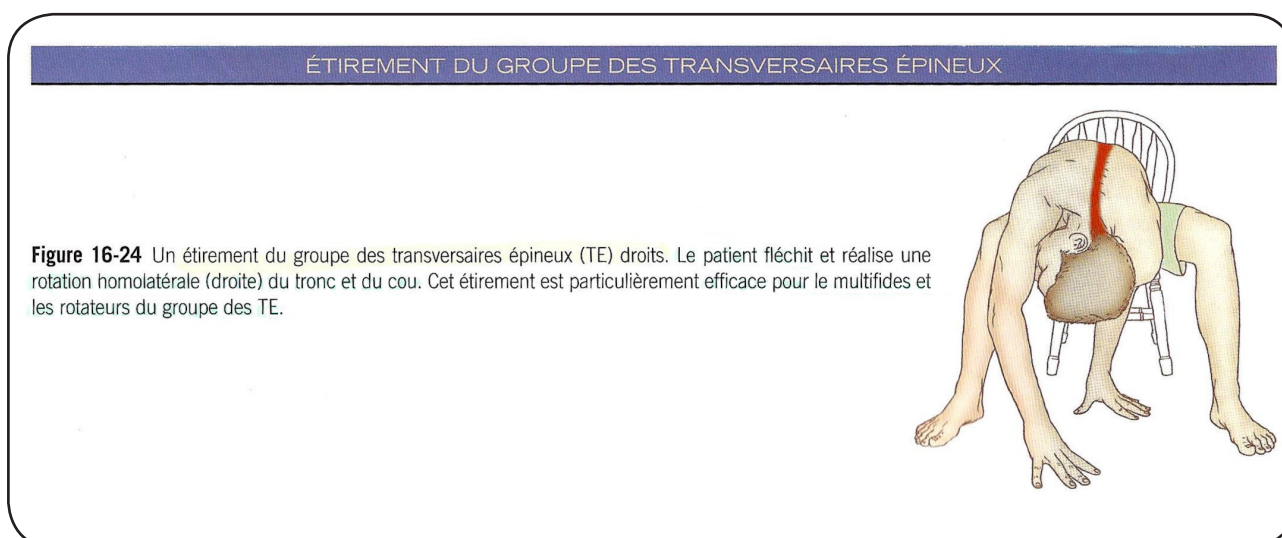 ÉTIREMENT DU GROUPE DES TRANSVERSAIRES ÉPINEUX
Figure 16-24 Un étirement du groupe des transversaires épineux (TE) droits. Le patient fléchit et réalise une
rotation homolatérale (droite) du tronc et du cou. Cet étirement est particulièrement efficace pour le multifides et
les rotateurs du groupe des TE.